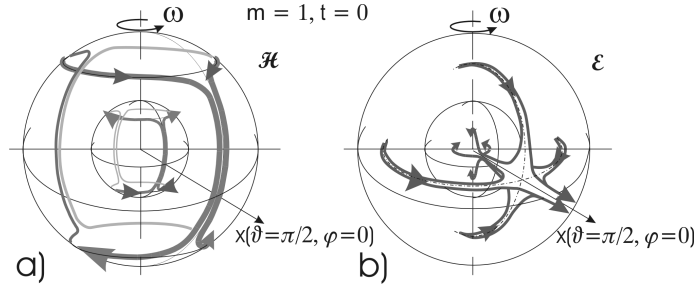 ω m = 1, t = 0 ω
ℋ ℰ
x(ϑ=π/2, φ=0) x(ϑ=π/2, φ=0)
a) b)